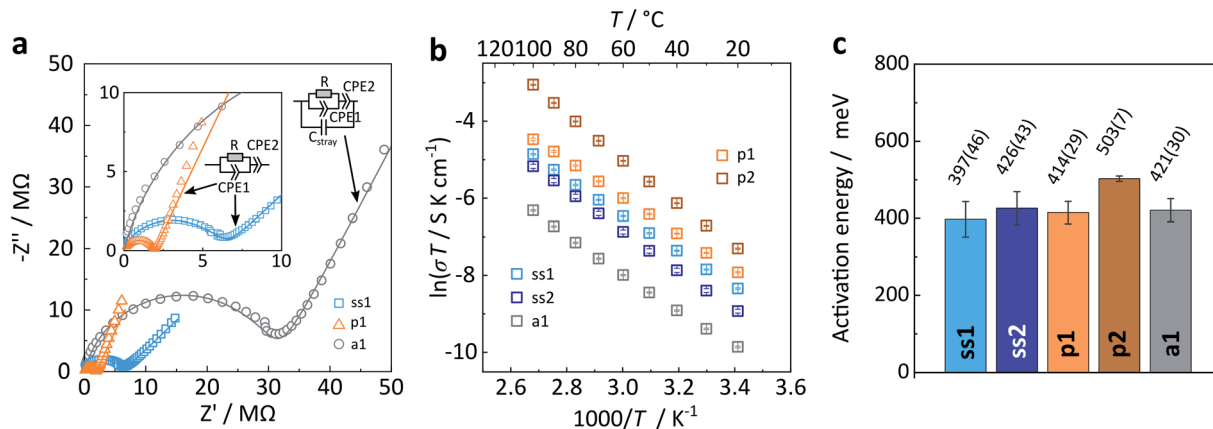 a
50
40
30
20
10
0
-Z'' / MΩ
0 10 20 30 40 50
Z' / MΩ
10
5
0
0 5 10
R
CPE2
CPE1
R
CPE2
CPE1
Cstray
ss1
p1
a1
b
T / °C
120 100 80 60 40 20
-4
-6
-8
-10
ln(σT / S K cm⁻¹)
p1
p2
ss1
ss2
a1
2.6 2.8 3.0 3.2 3.4 3.6
1000/T / K⁻¹
c
800
600
400
200
0
Activation energy / meV
397(46)
426(43)
414(29)
503(7)
421(30)
ss1
ss2
p1
p2
a1